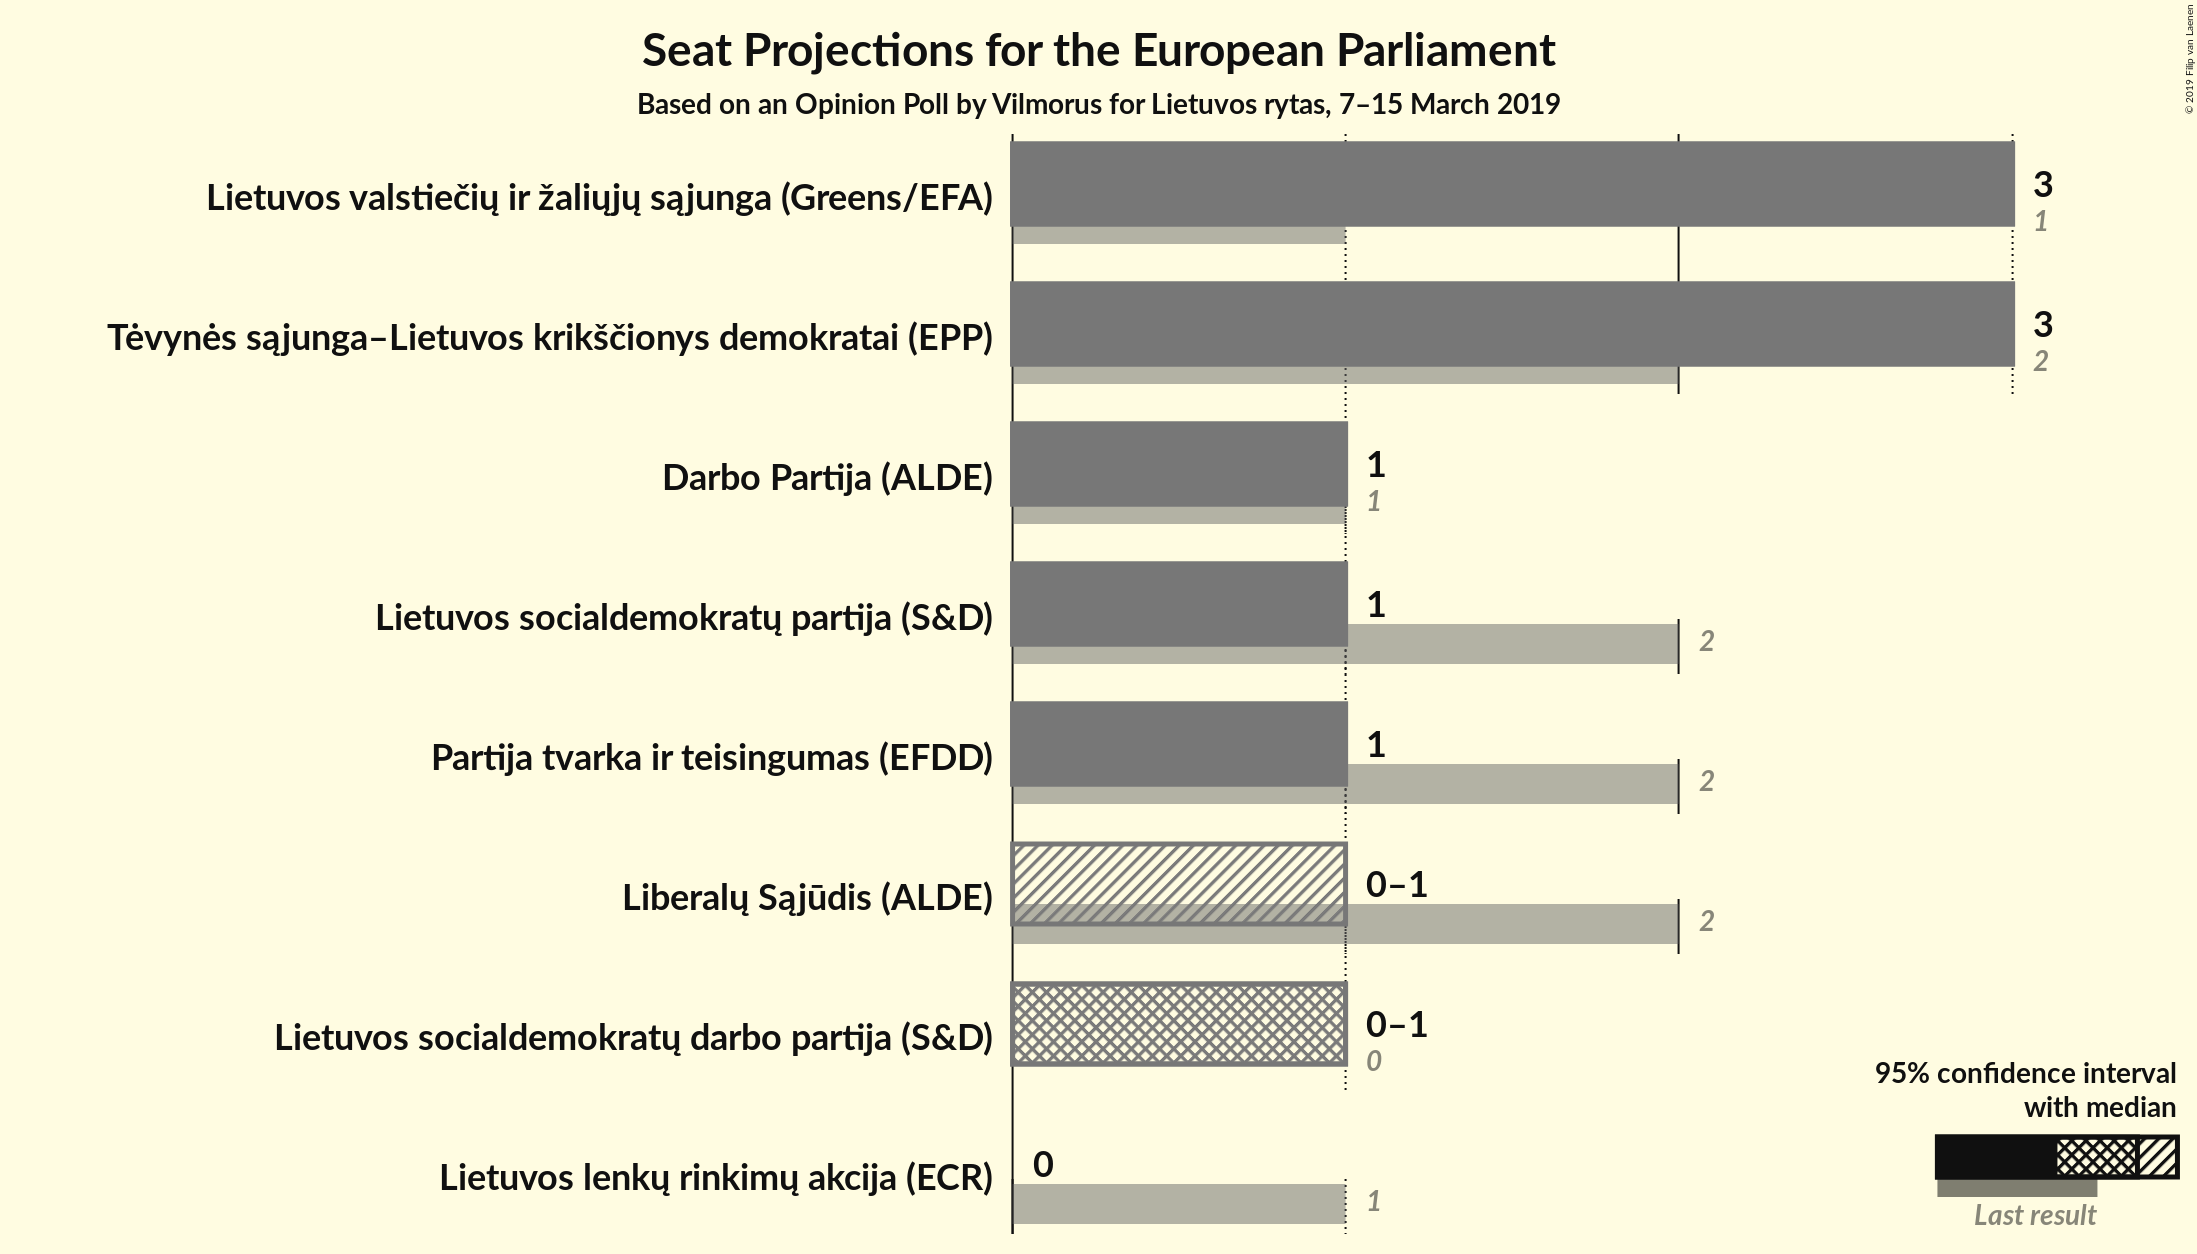 Seat Projections for the European Parliament
Based on an Opinion Poll by Vilmorus for Lietuvos rytas, 7–15 March 2019
© 2019 Filip van Laenen
Lietuvos valstiečių ir žaliųjų sąjunga (Greens/EFA)
3
1
Tėvynės sąjunga–Lietuvos krikščionys demokratai (EPP)
3
2
Darbo Partija (ALDE)
1
1
Lietuvos socialdemokratų partija (S&D)
1
2
Partija tvarka ir teisingumas (EFDD)
1
2
Liberalų Sąjūdis (ALDE)
0–1
2
Lietuvos socialdemokratų darbo partija (S&D)
0–1
0
Lietuvos lenkų rinkimų akcija (ECR)
0
1
95% confidence interval
with median
Last result